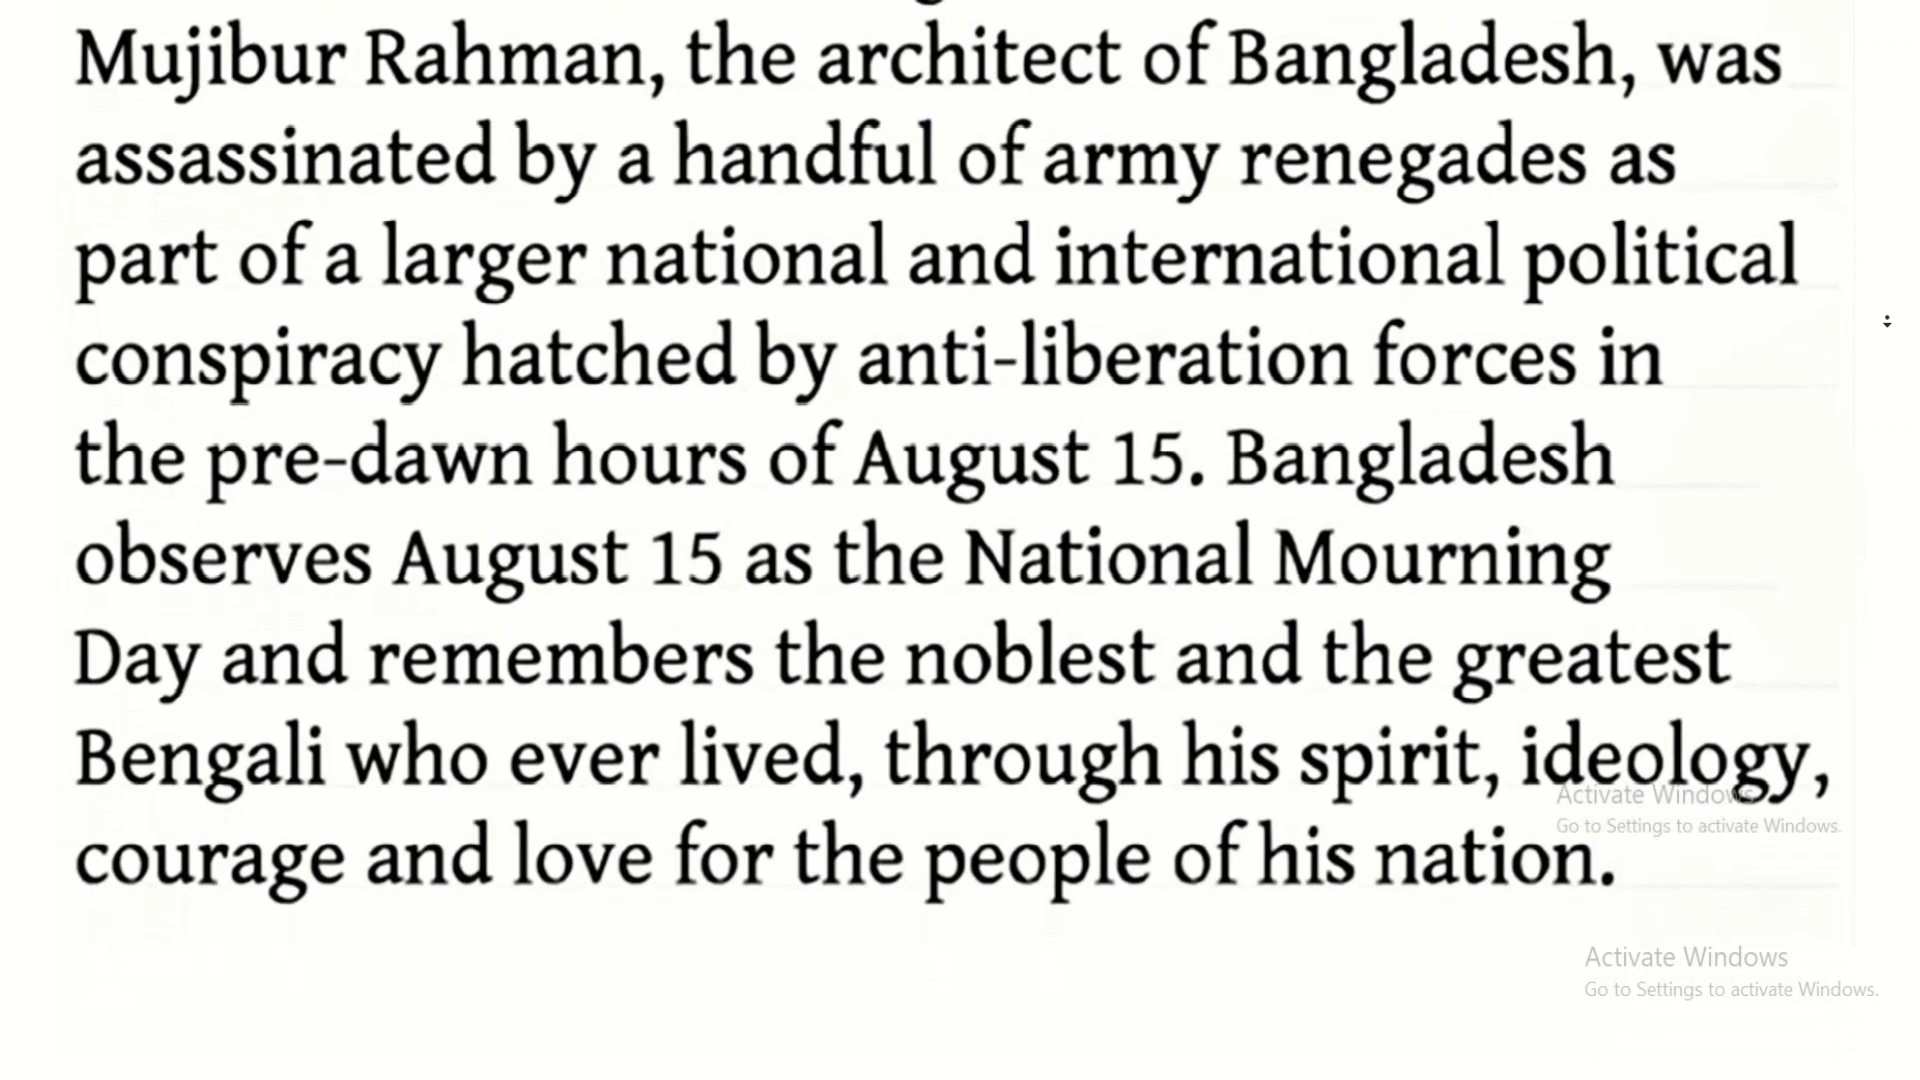 Mujibur Rahman, the architect of Bangladesh, was
assassinated by a handful of army renegades as
part of a larger national and international political
conspiracy hatched by anti-liberation forces in
the pre-dawn hours of August 15. Bangladesh
observes August 15 as the National Mourning
Day and remembers the noblest and the greatest
Bengali who ever lived, through his spirit, ideology,
courage and love for the people of his nation.
Activate Windows
Go to Settings to activate Windows.
Activate Windows
Go to Settings to activate Windows.